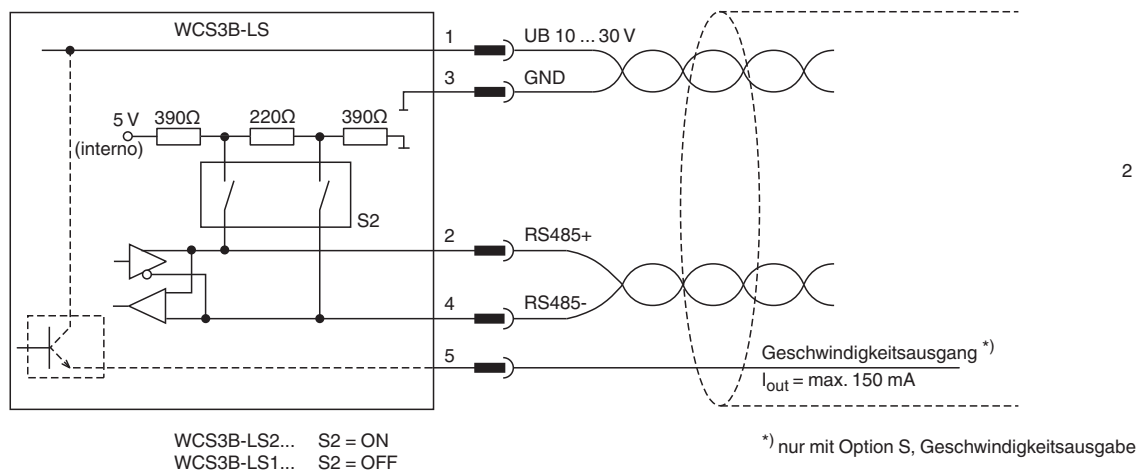 WCS3B-LS
1
UB 10 ... 30 V
3
GND
5 V
(interno)
390Ω
220Ω
390Ω
2
S2
2
RS485+
4
RS485-
5
Geschwindigkeitsausgang *)
Iout = max. 150 mA
WCS3B-LS2... S2 = ON
WCS3B-LS1... S2 = OFF
*) nur mit Option S, Geschwindigkeitsausgabe